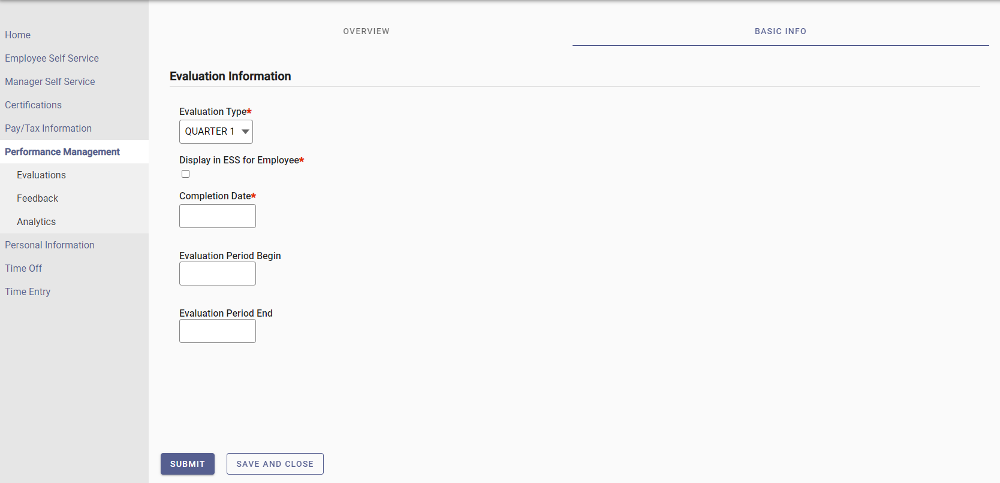 Home
Employee Self Service
Manager Self Service
Certifications
Pay/Tax Information
Performance Management
Evaluations
Feedback
Analytics
Personal Information
Time Off
Time Entry
OVERVIEW
BASIC INFO
Evaluation Information
Evaluation Type*
QUARTER 1
Display in ESS for Employee*
Completion Date*
Evaluation Period Begin
Evaluation Period End
SUBMIT
SAVE AND CLOSE